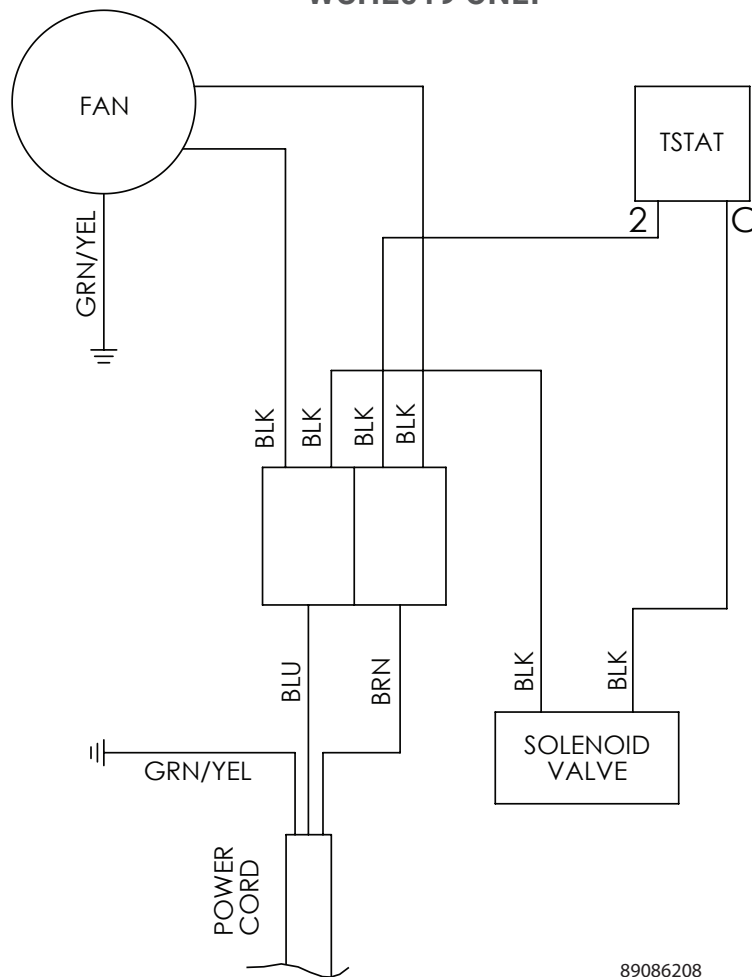 FAN
TSTAT
2
C
GRN/YEL
BLK
BLK
BLK
BLK
BLU
BRN
BLK
BLK
GRN/YEL
SOLENOID
VALVE
POWER
CORD
89086208